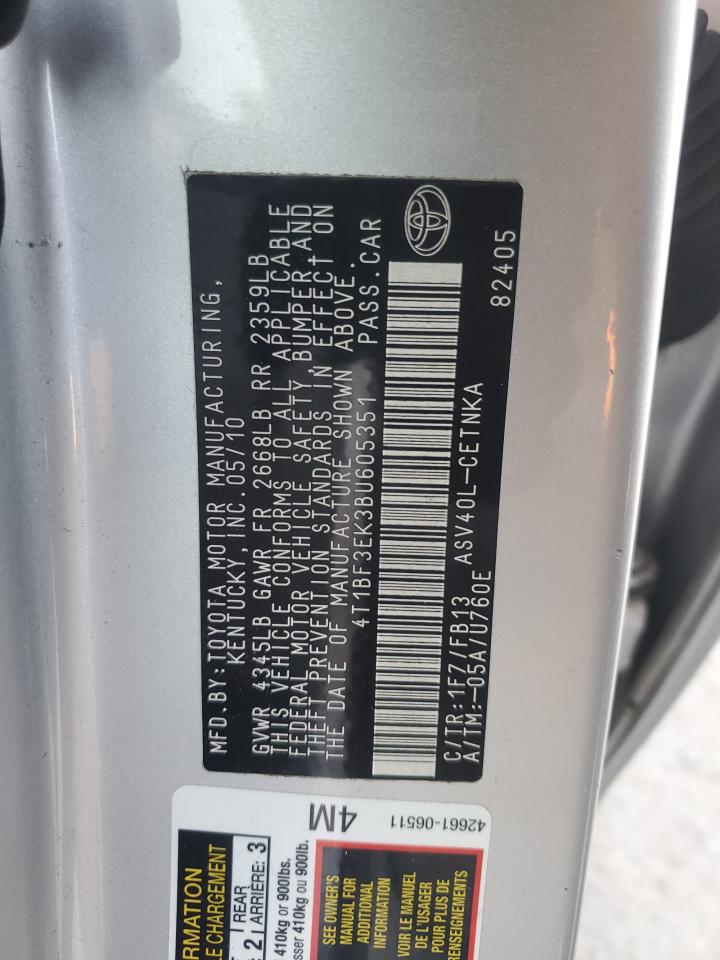 MFD.BY:TOYOTA MOTOR MANUFACTURING,
KENTUCKY, INC.05/10
GVWR 4345LB GAWR FR 2668LB RR 2359LB
THIS VEHICLE CONFORMS TO ALL APPLICABLE
FEDERAL MOTOR VEHICLE SAFETY, BUMPER, AND
THEFT PREVENTION STANDARDS IN EFFECT ON
THE DATE OF MANUFACTURE SHOWN ABOVE.
4T1BF3EK3BU605351 PASS.CAR
C/TR:1F7/FB13 ASV40L-CETNKA
A/TM:-05A/U760E
82405
4M
42661-06511
REAR
2 ARRIÈRE: 3
410kg or 900lbs.
410kg ou 900lb.
SEE OWNER'S
MANUAL FOR
ADDITIONAL
INFORMATION
VOIR LE MANUEL
DE L'USAGER
POUR PLUS DE
RENSEIGNEMENTS